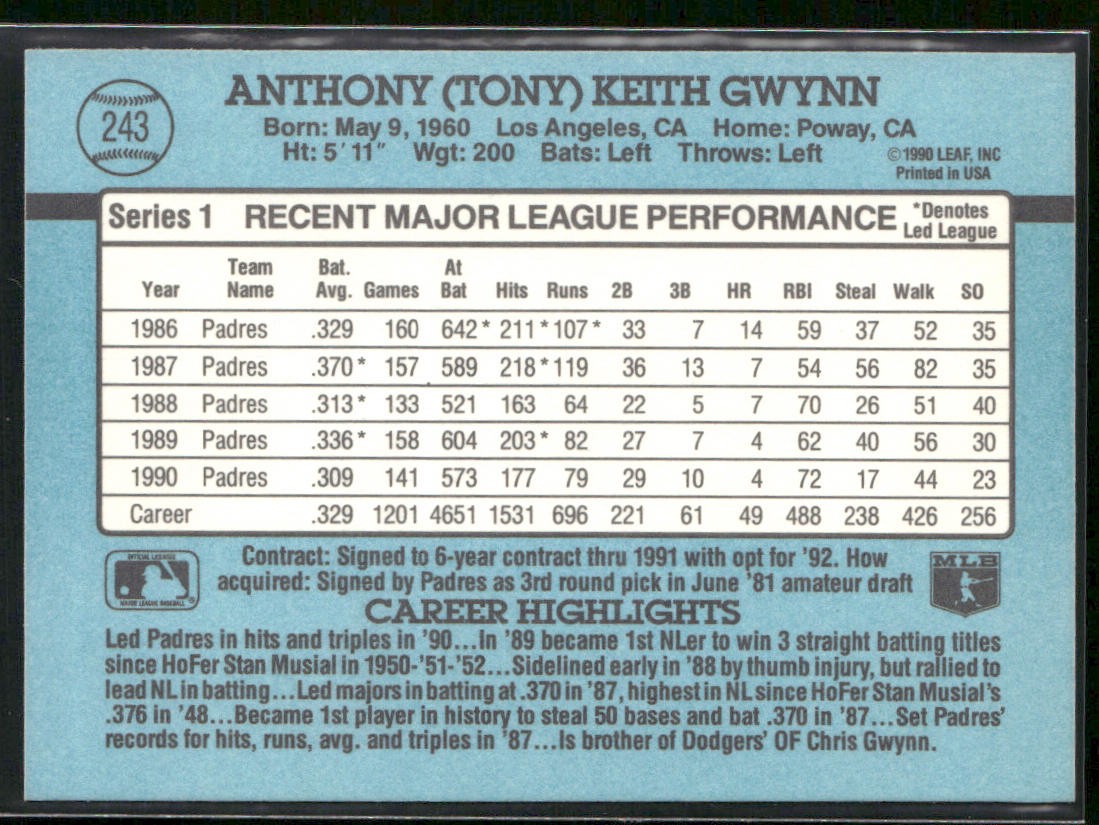 243
ANTHONY (TONY) KEITH GWYNN
Born: May 9, 1960 Los Angeles, CA Home: Poway, CA
Ht: 5' 11" Wgt: 200 Bats: Left Throws: Left
©1990 LEAF, INC
Printed in USA
Series 1 RECENT MAJOR LEAGUE PERFORMANCE *Denotes Led League
Year Team Name Bat. Avg. Games At Bat Hits Runs 2B 3B HR RBI Steal Walk SO
1986 Padres .329 160 642* 211* 107* 33 7 14 59 37 52 35
1987 Padres .370* 157 589 218* 119 36 13 7 54 56 82 35
1988 Padres .313* 133 521 163 64 22 5 7 70 26 51 40
1989 Padres .336* 158 604 203* 82 27 7 4 62 40 56 30
1990 Padres .309 141 573 177 79 29 10 4 72 17 44 23
Career .329 1201 4651 1531 696 221 61 49 488 238 426 256
OFFICIAL LICENSEE
MAJOR LEAGUE BASEBALL
®
Contract: Signed to 6-year contract thru 1991 with opt for '92. How
acquired: Signed by Padres as 3rd round pick in June '81 amateur draft
MLB
CAREER HIGHLIGHTS
Led Padres in hits and triples in '90...In '89 became 1st NLer to win 3 straight batting titles
since HoFer Stan Musial in 1950-'51-'52...Sidelined early in '88 by thumb injury, but rallied to
lead NL in batting...Led majors in batting at .370 in '87, highest in NL since HoFer Stan Musial's
.376 in '48...Became 1st player in history to steal 50 bases and bat .370 in '87...Set Padres'
records for hits, runs, avg. and triples in '87...Is brother of Dodgers' OF Chris Gwynn.